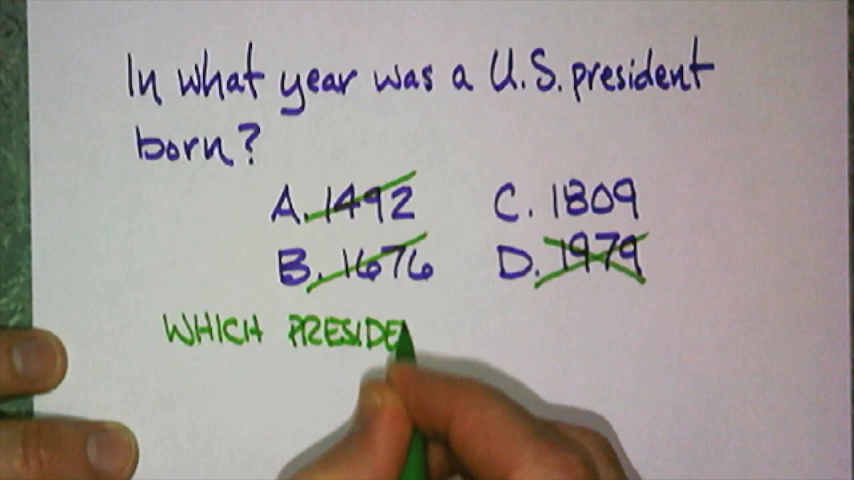 In what year was a U.S. president
born?
A. 1492 C. 1809
B. 1676 D. 1979
WHICH PRESIDE